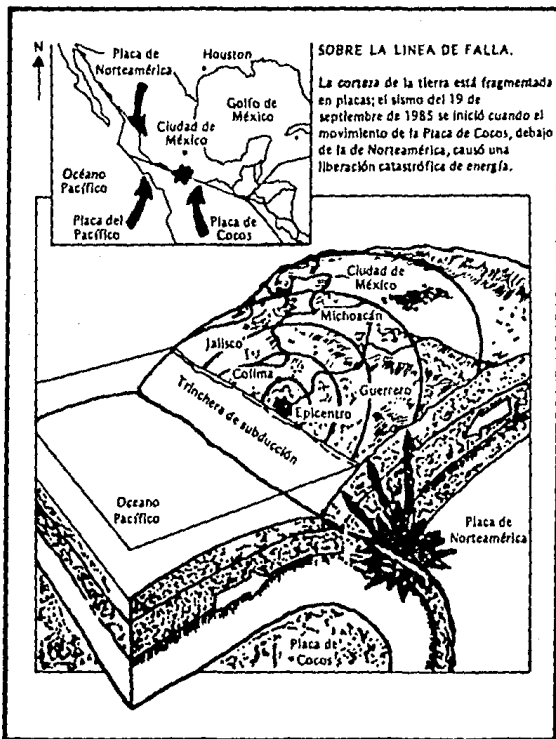 SOBRE LA LINEA DE FALLA.
La corteza de la tierra está fragmentada
en placas; el sismo del 19 de
septiembre de 1985 se inició cuando el
movimiento de la Placa de Cocos, debajo
de la de Norteamérica, causó una
liberación catastrófica de energía.
N
Placa de
Norteamérica
Houston
Golfo de
México
Ciudad de
México
Océano
Pacífico
Placa del
Pacífico
Placa de
Cocos
Ciudad de
México
Michoacán
Jalisco
Colima
Guerrero
Epicentro
Trinchera de subducción
Océano
Pacífico
Placa de
Norteamérica
Placa de
Cocos